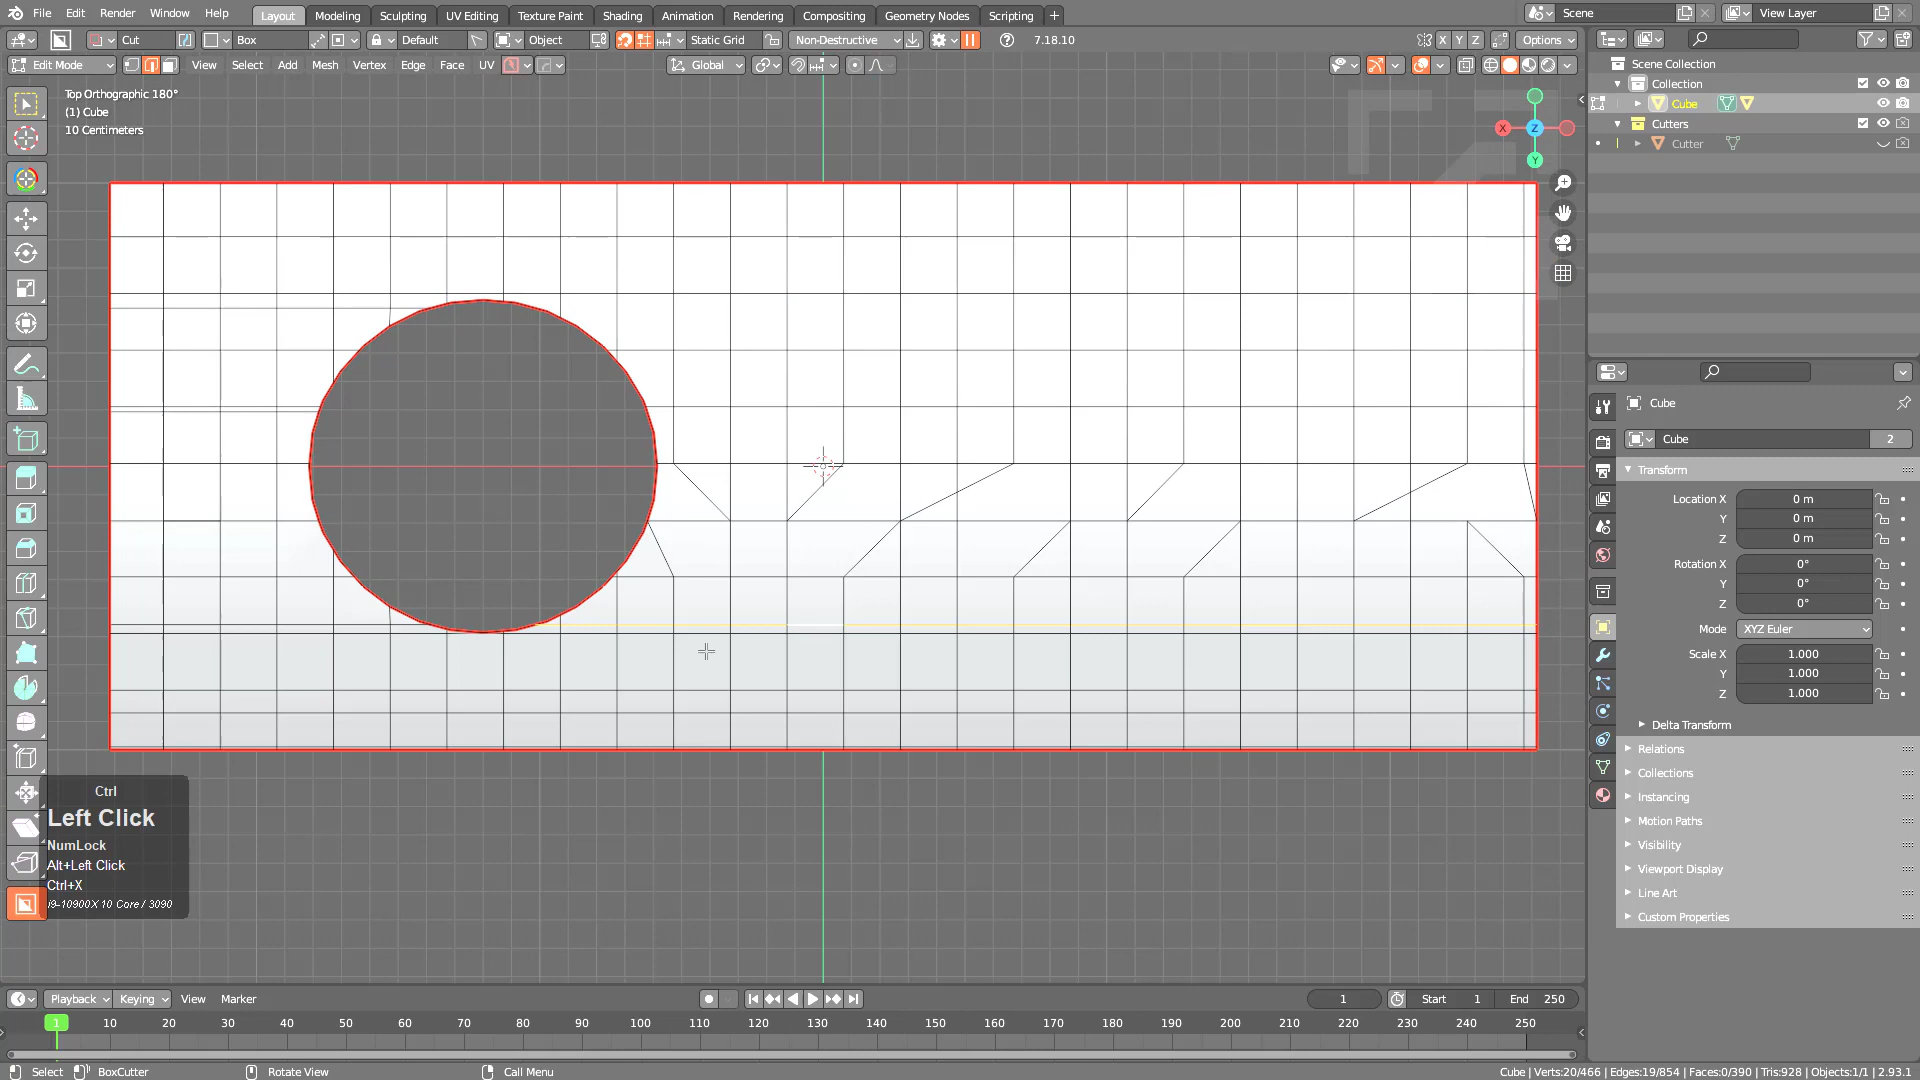 File Edit Render Window Help Layout Modeling Sculpting UV Editing Texture Paint Shading Animation Rendering Compositing Geometry Nodes Scripting + Scene View Layer
Cut Box Default Object Static Grid Non-Destructive 7.18.10 X Y Z Options
Edit Mode View Select Add Mesh Vertex Edge Face UV Global
Top Orthographic 180°
(1) Cube
10 Centimeters
X Z
Y
Scene Collection
Collection
Cube
Cutters
Cutter
Cube
Cube 2
Transform
Location X 0 m
Y 0 m
Z 0 m
Rotation X 0°
Y 0°
Z 0°
Mode XYZ Euler
Scale X 1.000
Y 1.000
Z 1.000
Delta Transform
Relations
Collections
Instancing
Motion Paths
Visibility
Viewport Display
Line Art
Custom Properties
Ctrl
Left Click
NumLock
Alt+Left Click
Ctrl+X
i9-10900X 10 Core / 3090
Playback Keying View Marker 1 Start 1 End 250
1 10 20 30 40 50 60 70 80 90 100 110 120 130 140 150 160 170 180 190 200 210 220 230 240 250
Select BoxCutter Rotate View Call Menu Cube | Verts:20/466 | Edges:19/854 | Faces:0/390 | Tris:928 | Objects:1/1 | 2.93.1